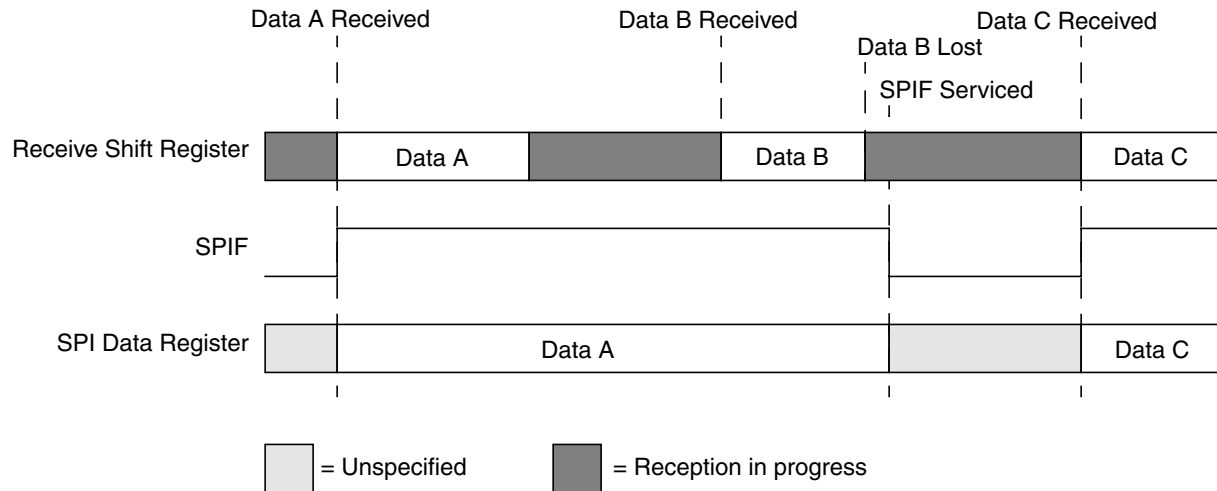 Data A Received
Data B Received
Data C Received
Data B Lost
SPIF Serviced
Receive Shift Register
Data A
Data B
Data C
SPIF
SPI Data Register
Data A
Data C
= Unspecified
= Reception in progress